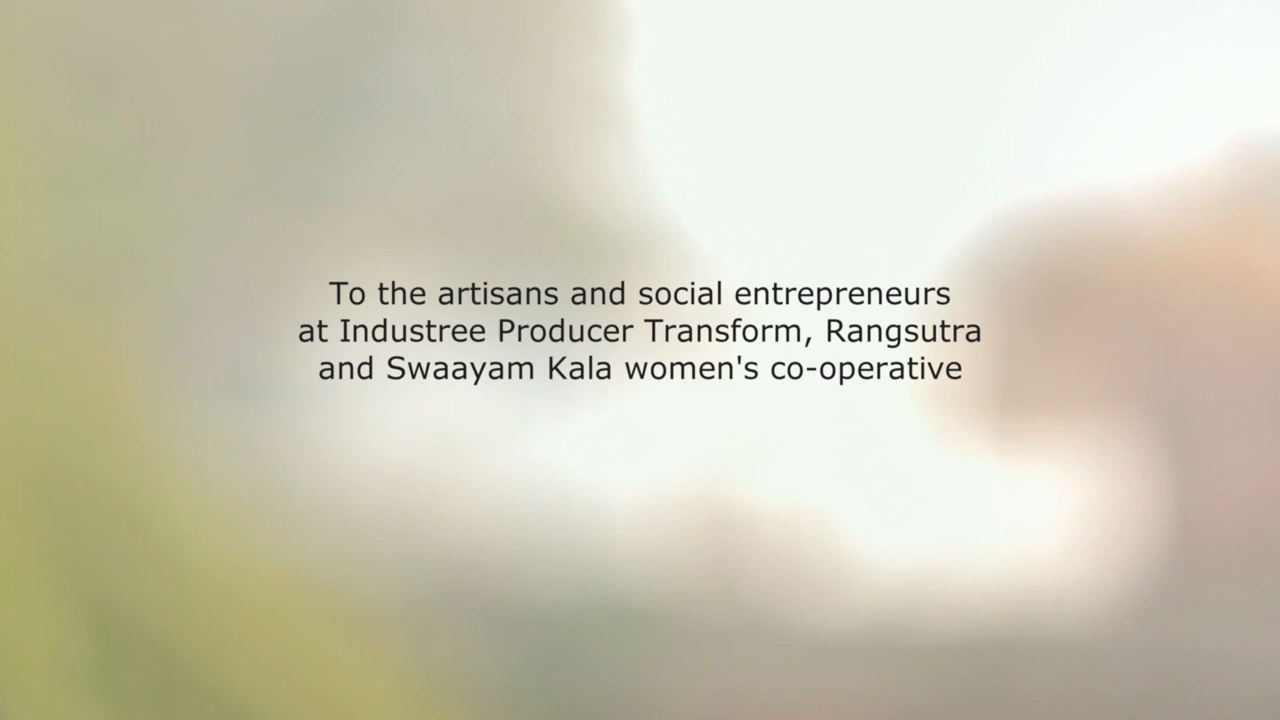 To the artisans and social entrepreneurs
at Industree Producer Transform, Rangsutra
and Swaayam Kala women's co-operative